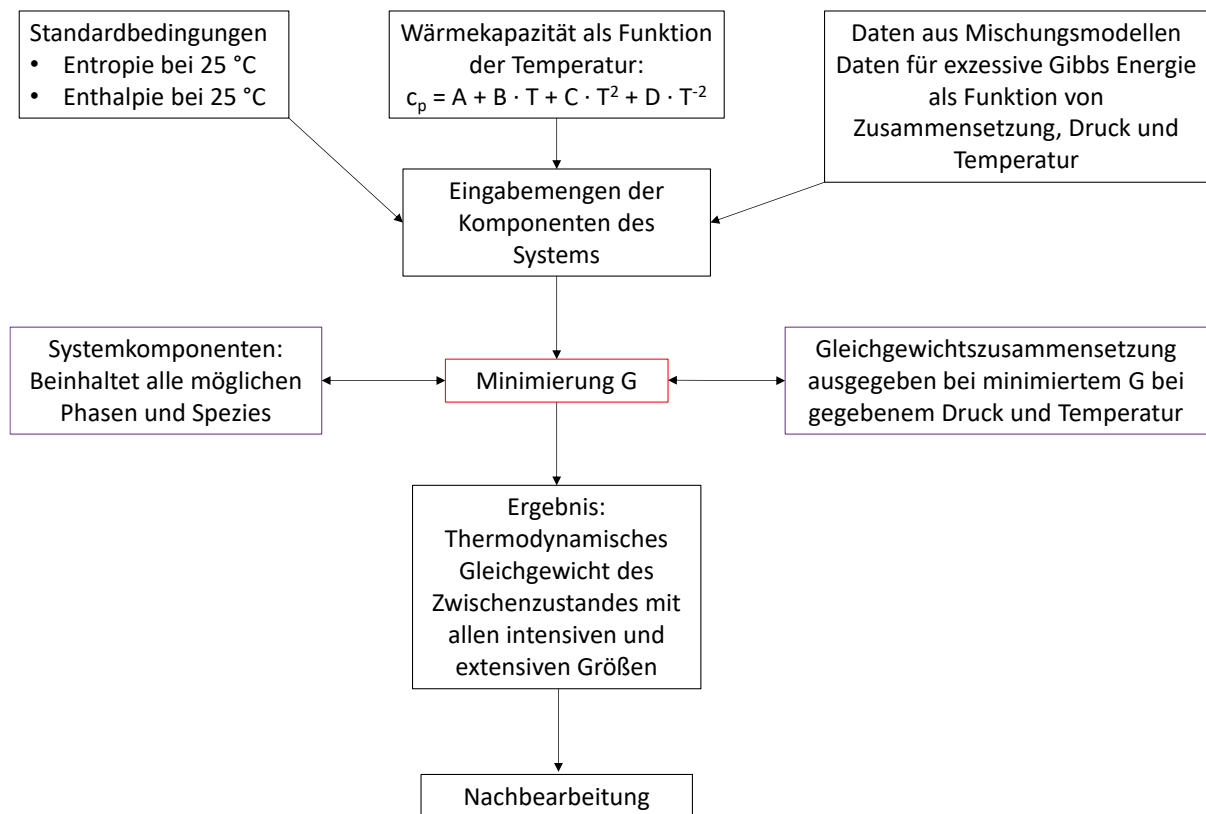 Standardbedingungen
• Entropie bei 25 °C
• Enthalpie bei 25 °C
Wärmekapazität als Funktion
der Temperatur:
cₚ = A + B · T + C · T² + D · T⁻²
Daten aus Mischungsmodellen
Daten für exzessive Gibbs Energie
als Funktion von
Zusammensetzung, Druck und
Temperatur
Eingabemengen der
Komponenten des
Systems
Systemkomponenten:
Beinhaltet alle möglichen
Phasen und Spezies
Minimierung G
Gleichgewichtszusammensetzung
ausgegeben bei minimiertem G bei
gegebenem Druck und Temperatur
Ergebnis:
Thermodynamisches
Gleichgewicht des
Zwischenzustandes mit
allen intensiven und
extensiven Größen
Nachbearbeitung